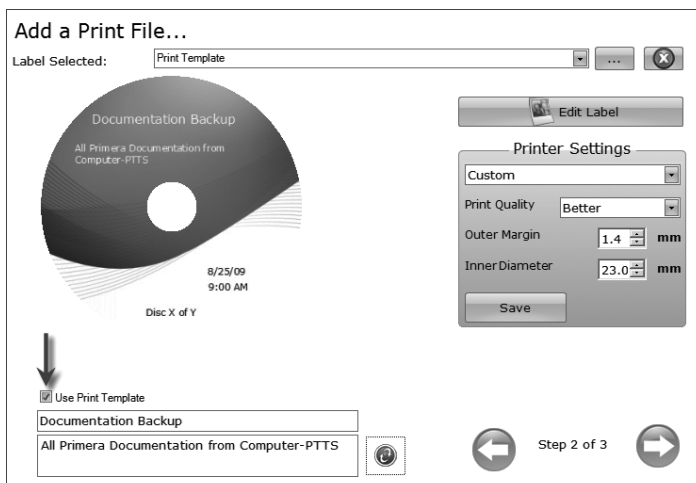 Add a Print File...
Label Selected:
Print Template
...
Documentation Backup
All Primera Documentation from
Computer-PTTS
8/25/09
9:00 AM
Disc X of Y
Edit Label
Printer Settings
Custom
Print Quality
Better
Outer Margin
1.4
mm
Inner Diameter
23.0
mm
Save
Use Print Template
Documentation Backup
All Primera Documentation from Computer-PTTS
Step 2 of 3